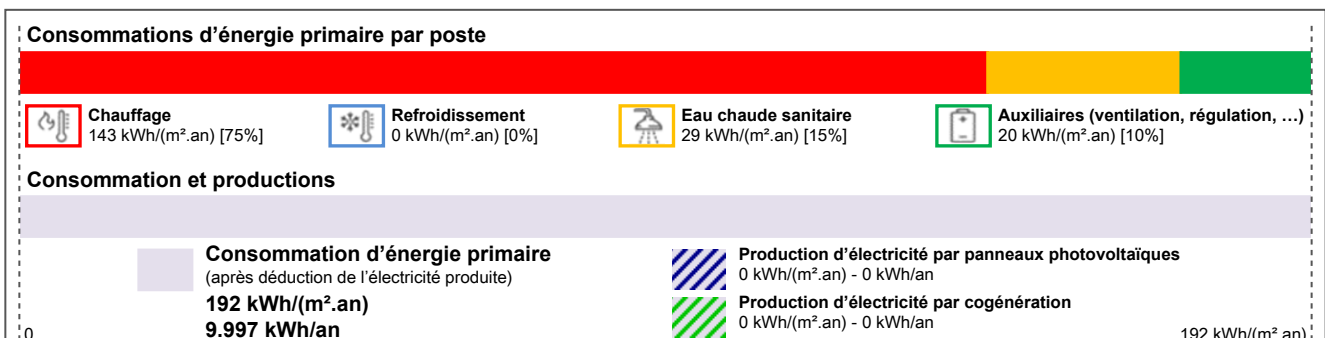 Consommations d’énergie primaire par poste
Chauffage
143 kWh/(m².an) [75%]
Refroidissement
0 kWh/(m².an) [0%]
Eau chaude sanitaire
29 kWh/(m².an) [15%]
Auxiliaires (ventilation, régulation, …)
20 kWh/(m².an) [10%]
Consommation et productions
Consommation d’énergie primaire
(après déduction de l’électricité produite)
192 kWh/(m².an)
9.997 kWh/an
Production d’électricité par panneaux photovoltaïques
0 kWh/(m².an) - 0 kWh/an
Production d’électricité par cogénération
0 kWh/(m².an) - 0 kWh/an
0
192 kWh/(m².an)